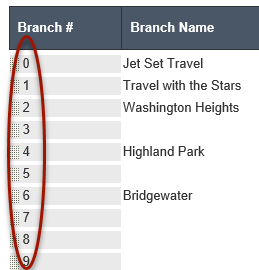 Branch # Branch Name
0 Jet Set Travel
1 Travel with the Stars
2 Washington Heights
3
4 Highland Park
5
6 Bridgewater
7
8
9